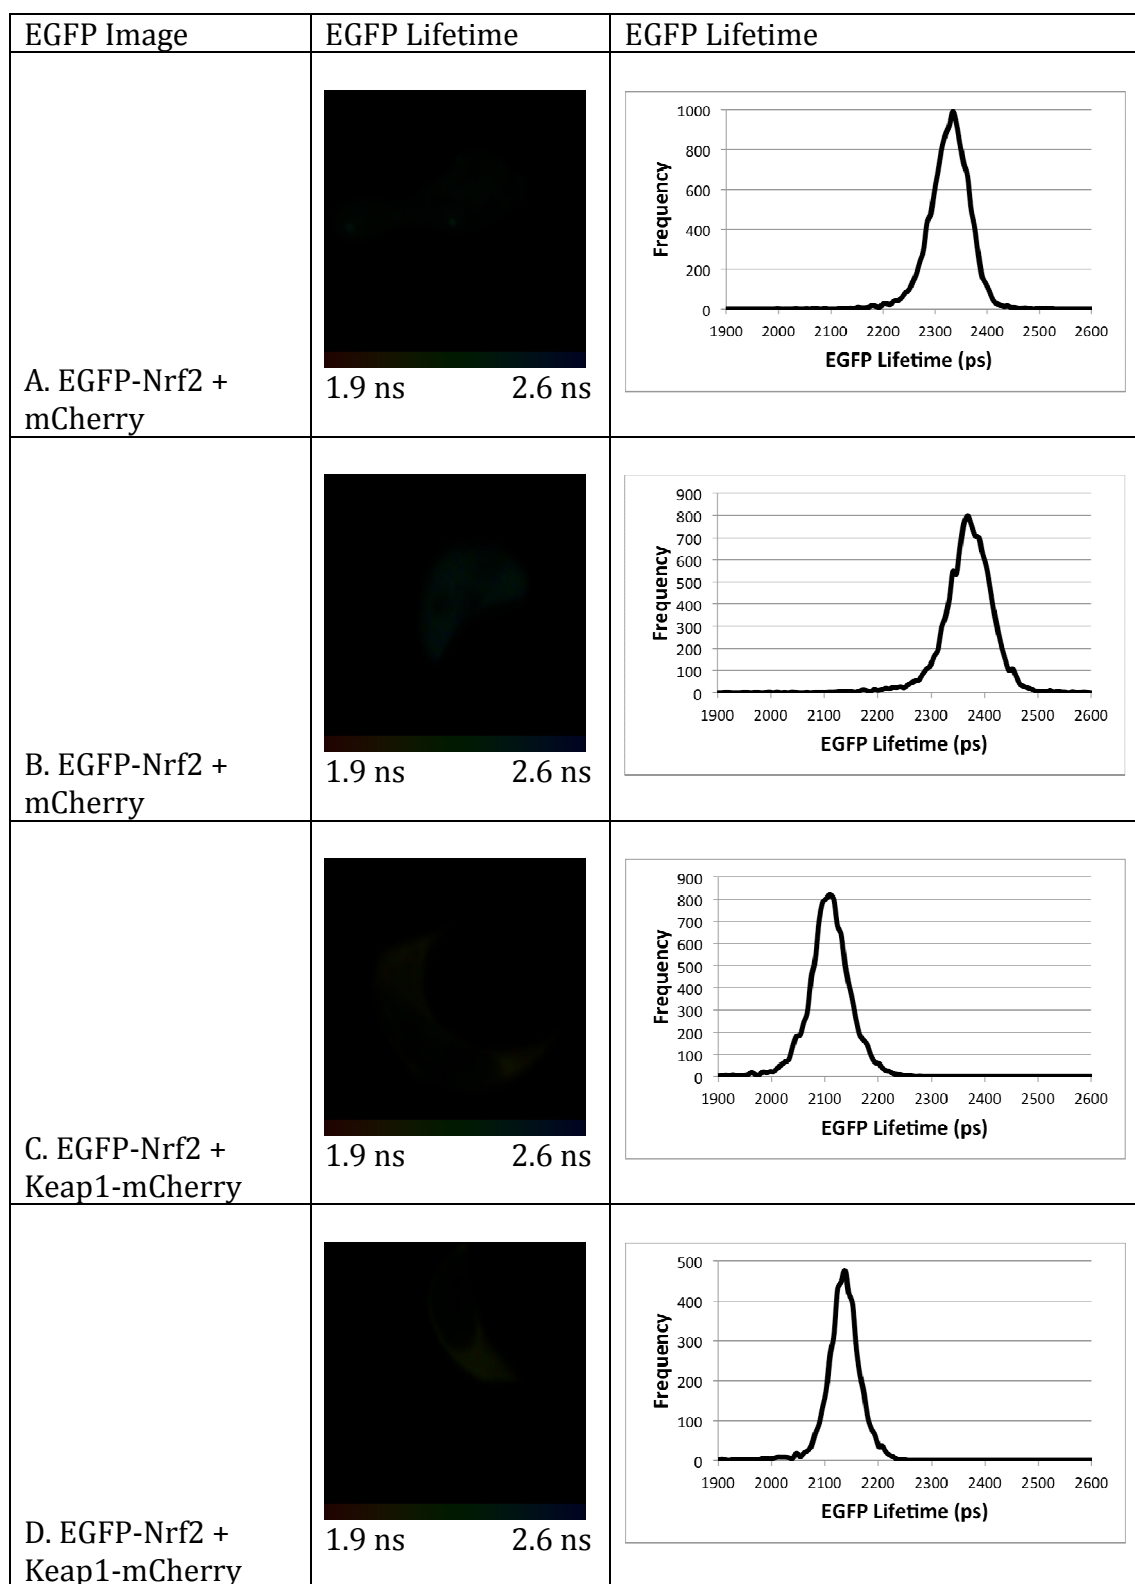 EGFP Image EGFP Lifetime EGFP Lifetime
1000
800
600
400
200
0
Frequency
1900 2000 2100 2200 2300 2400 2500 2600
EGFP Lifetime (ps)
1.9 ns 2.6 ns
A. EGFP-Nrf2 +
mCherry
900
800
700
600
500
400
300
200
100
0
Frequency
1900 2000 2100 2200 2300 2400 2500 2600
EGFP Lifetime (ps)
1.9 ns 2.6 ns
B. EGFP-Nrf2 +
mCherry
900
800
700
600
500
400
300
200
100
0
Frequency
1900 2000 2100 2200 2300 2400 2500 2600
EGFP Lifetime (ps)
1.9 ns 2.6 ns
C. EGFP-Nrf2 +
Keap1-mCherry
500
400
300
200
100
0
Frequency
1900 2000 2100 2200 2300 2400 2500 2600
EGFP Lifetime (ps)
1.9 ns 2.6 ns
D. EGFP-Nrf2 +
Keap1-mCherry